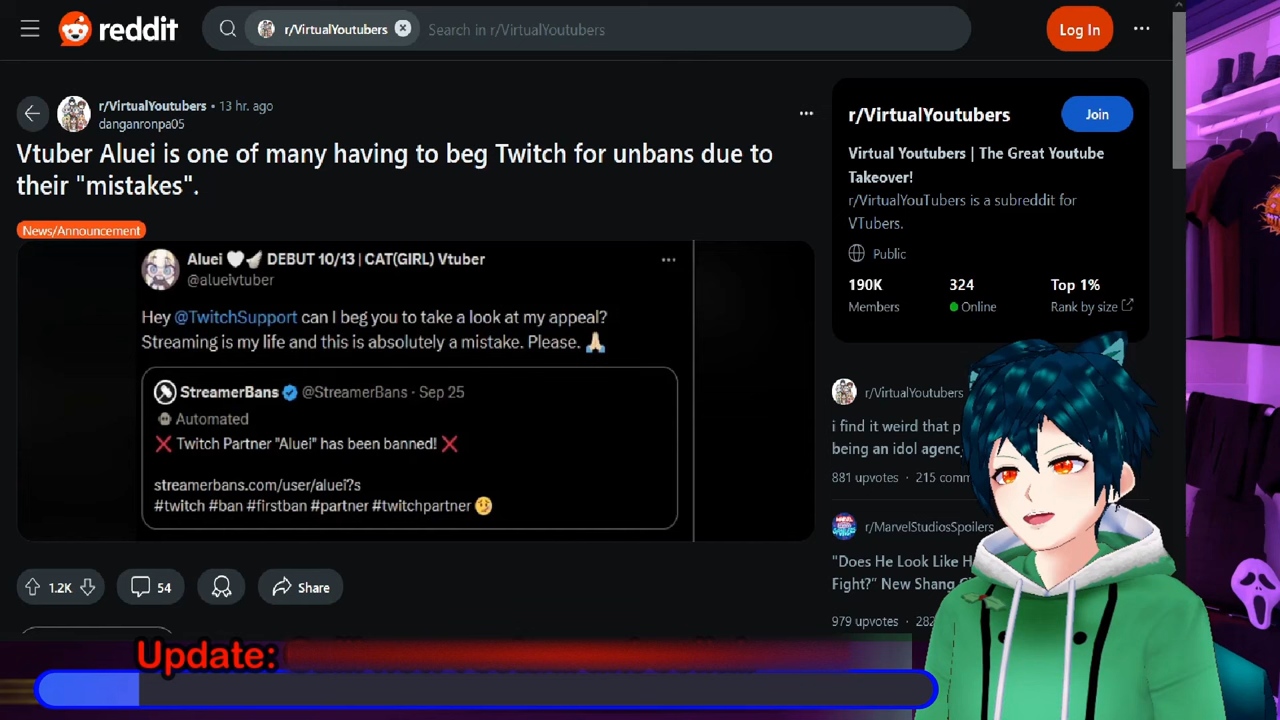 reddit
r/VirtualYoutubers
Search in r/VirtualYoutubers
Log In
r/VirtualYoutubers • 13 hr. ago
danganronpa05
Vtuber Aluei is one of many having to beg Twitch for unbans due to
their "mistakes".
News/Announcement
Aluei 🤍🕊️ DEBUT 10/13 | CAT(GIRL) Vtuber
@alueivtuber
Hey @TwitchSupport can I beg you to take a look at my appeal?
Streaming is my life and this is absolutely a mistake. Please. 🙏🏻
StreamerBans @StreamerBans · Sep 25
Automated
❌ Twitch Partner "Aluei" has been banned! ❌
streamerbans.com/user/aluei?s
#twitch #ban #firstban #partner #twitchpartner 🤨
1.2K
54
Share
r/VirtualYoutubers
Join
Virtual Youtubers | The Great Youtube
Takeover!
r/VirtualYouTubers is a subreddit for
VTubers.
Public
190K
324
Top 1%
Members
Online
Rank by size
r/VirtualYoutubers
i find it weird that p
being an idol agenc
881 upvotes · 215 comm
r/MarvelStudiosSpoilers
"Does He Look Like H
Fight?" New Shang C
979 upvotes · 282
Update: